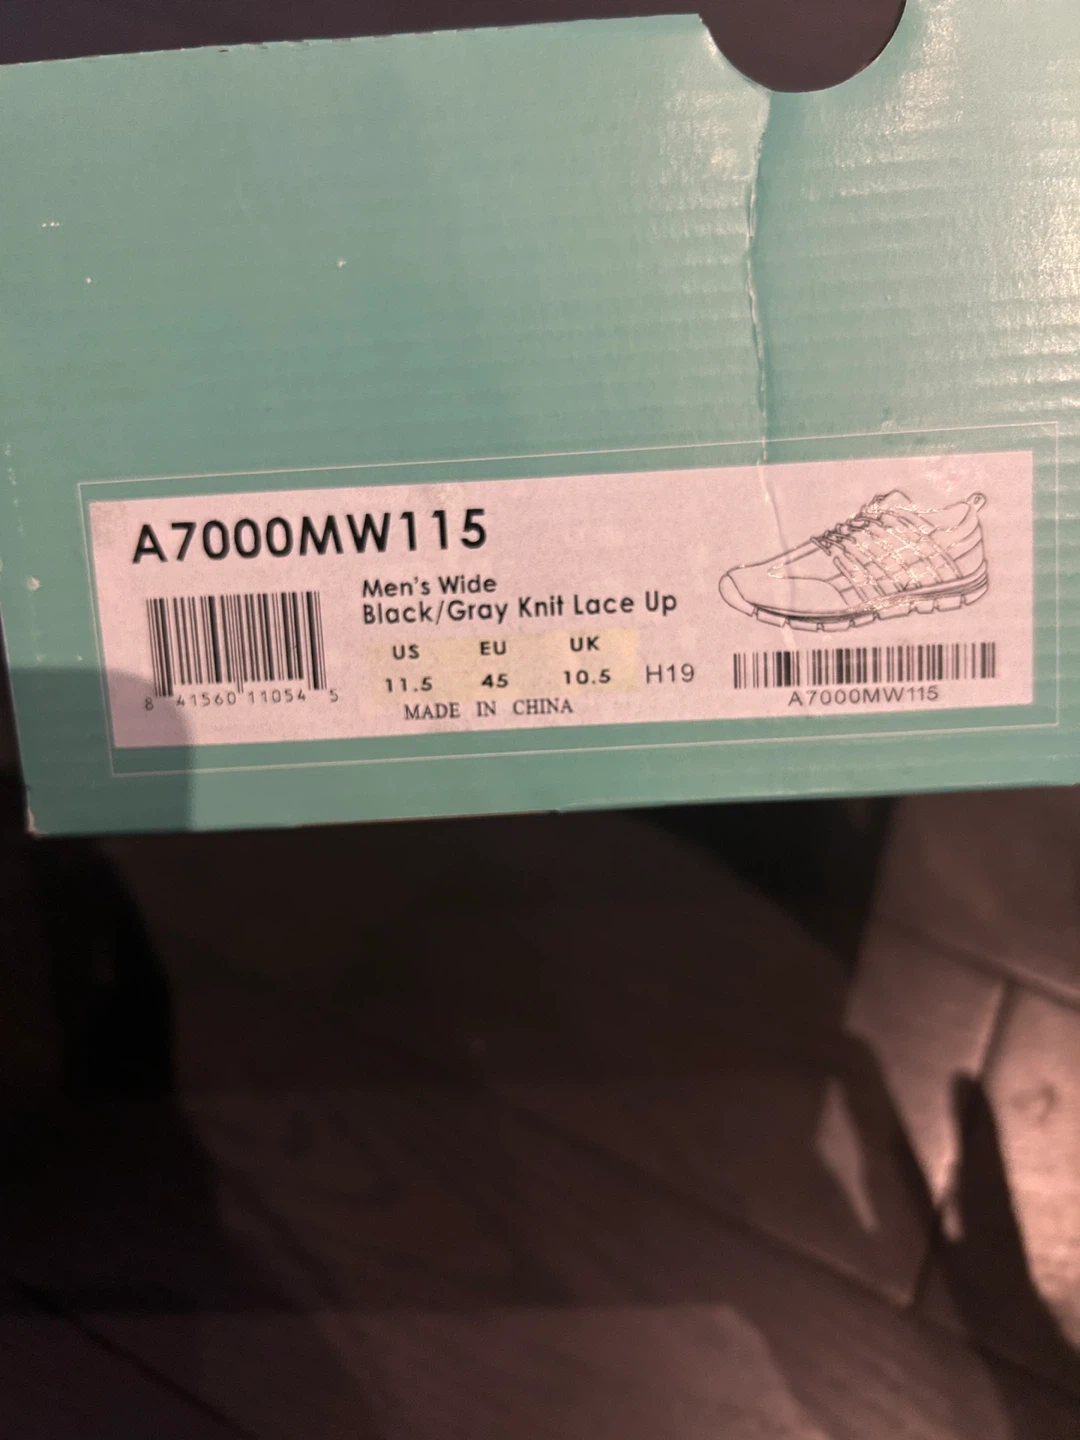 A7000MW115
Men's Wide
Black/Gray Knit Lace Up
US EU UK
11.5 45 10.5 H19
MADE IN CHINA
8 41560 11054 5
A7000MW115